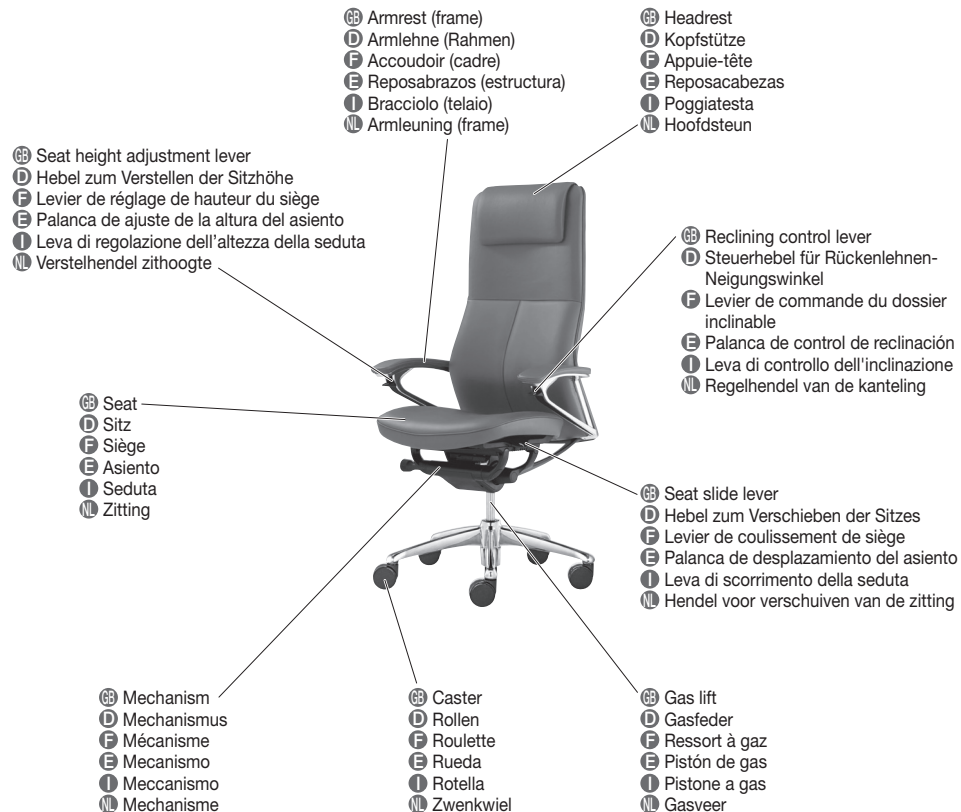 GB Armrest (frame)
D Armlehne (Rahmen)
F Accoudoir (cadre)
E Reposabrazos (estructura)
I Bracciolo (telaio)
NL Armleuning (frame)
GB Headrest
D Kopfstütze
F Appuie-tête
E Reposacabezas
I Poggiatesta
NL Hoofdsteun
GB Seat height adjustment lever
D Hebel zum Verstellen der Sitzhöhe
F Levier de réglage de hauteur du siège
E Palanca de ajuste de la altura del asiento
I Leva di regolazione dell'altezza della seduta
NL Verstelhendel zithoogte
GB Reclining control lever
D Steuerhebel für Rückenlehnen-
Neigungswinkel
F Levier de commande du dossier
inclinable
E Palanca de control de reclinación
I Leva di controllo dell'inclinazione
NL Regelhendel van de kanteling
GB Seat
D Sitz
F Siège
E Asiento
I Seduta
NL Zitting
GB Seat slide lever
D Hebel zum Verschieben der Sitzes
F Levier de coulissement de siège
E Palanca de desplazamiento del asiento
I Leva di scorrimento della seduta
NL Hendel voor verschuiven van de zitting
GB Mechanism
D Mechanismus
F Mécanisme
E Mecanismo
I Meccanismo
NL Mechanisme
GB Caster
D Rollen
F Roulette
E Rueda
I Rotella
NL Zwenkwiel
GB Gas lift
D Gasfeder
F Ressort à gaz
E Pistón de gas
I Pistone a gas
NL Gasveer